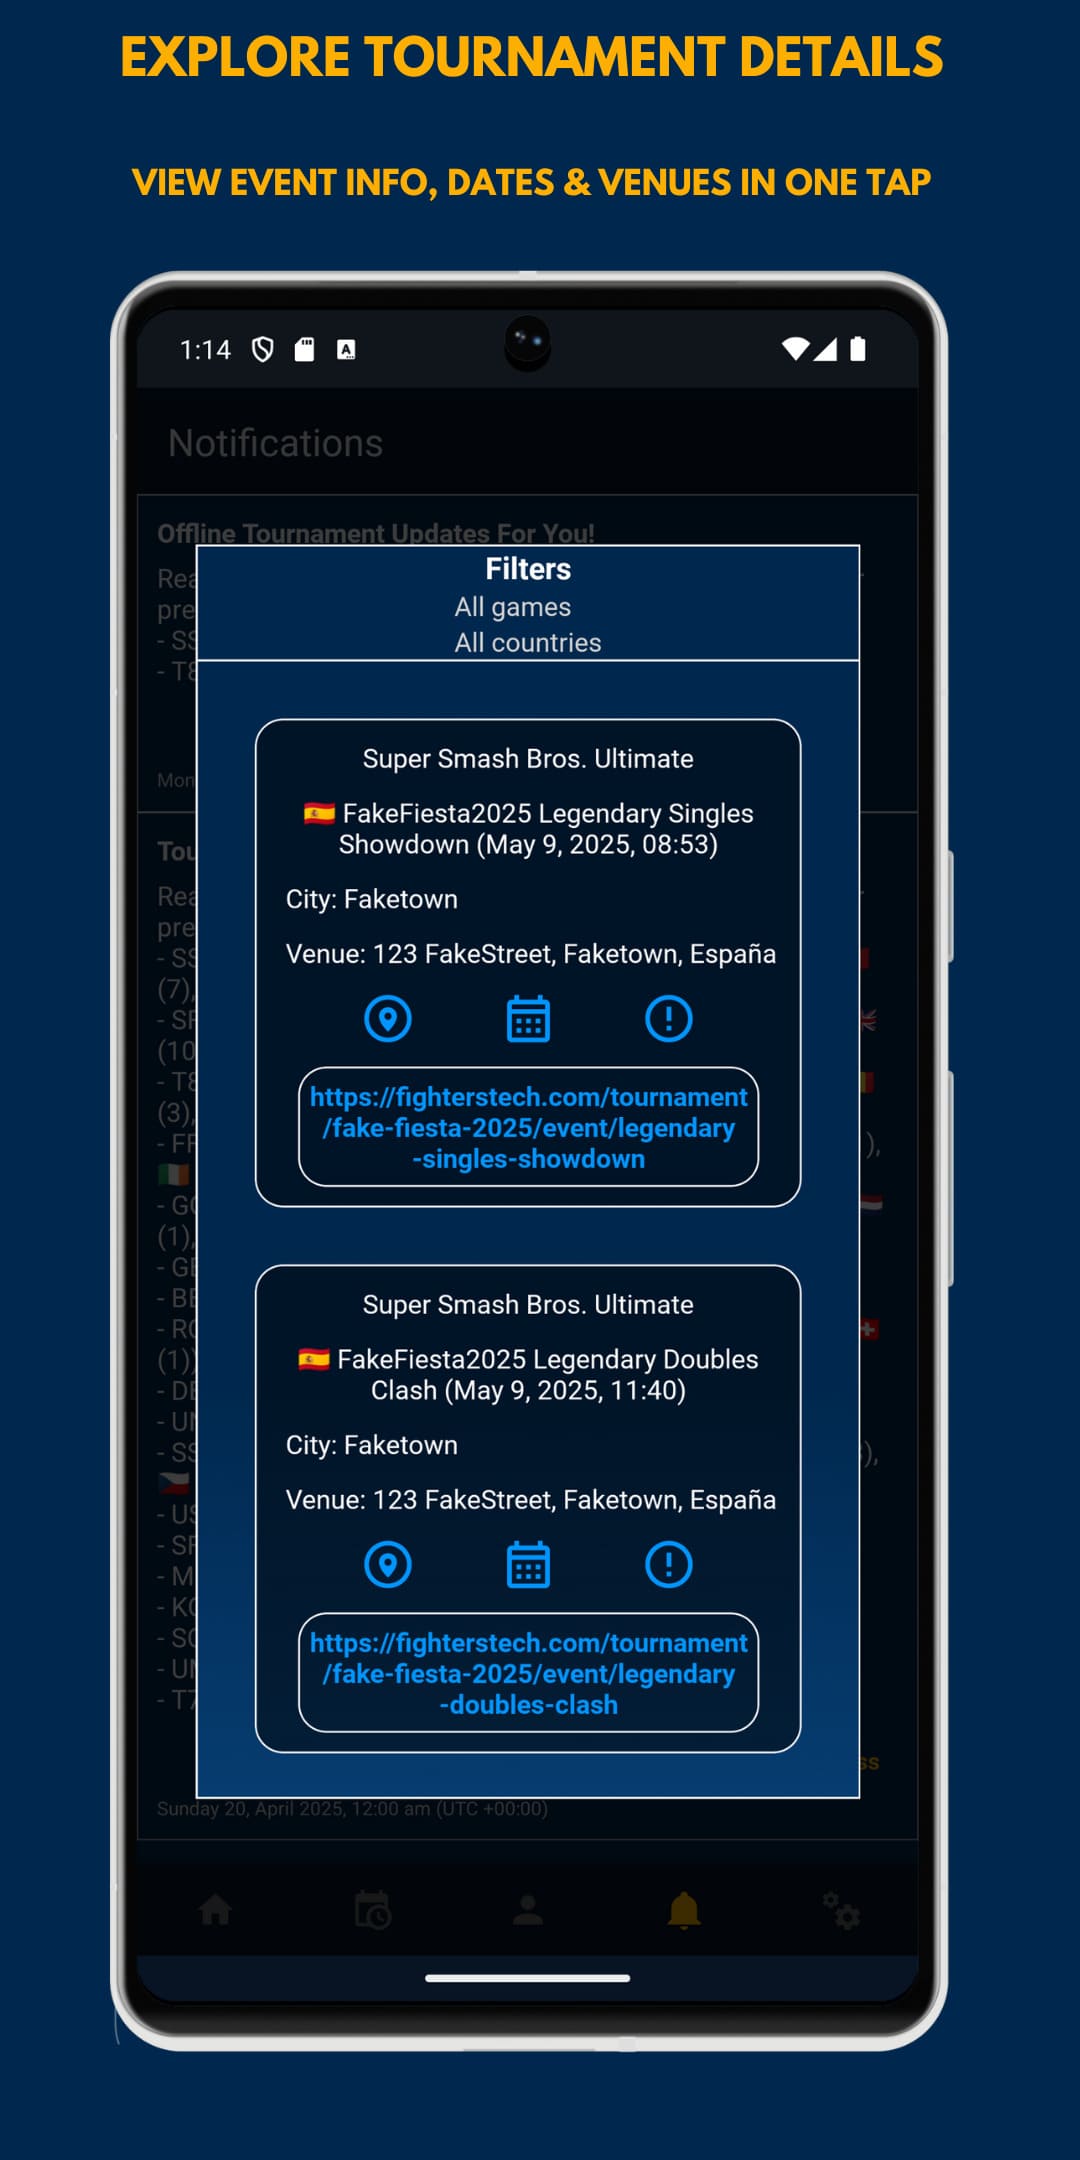 EXPLORE TOURNAMENT DETAILS
VIEW EVENT INFO, DATES & VENUES IN ONE TAP
1:14
A
Notifications
Offline Tournament Updates For You!
Filters
All games
All countries
Super Smash Bros. Ultimate
FakeFiesta2025 Legendary Singles
Showdown (May 9, 2025, 08:53)
City: Faketown
Venue: 123 FakeStreet, Faketown, España
https://fighterstech.com/tournament
/fake-fiesta-2025/event/legendary
-singles-showdown
Super Smash Bros. Ultimate
FakeFiesta2025 Legendary Doubles
Clash (May 9, 2025, 11:40)
City: Faketown
Venue: 123 FakeStreet, Faketown, España
https://fighterstech.com/tournament
/fake-fiesta-2025/event/legendary
-doubles-clash
(7),
(10
(3),
(1),
(1))
Sunday 20, April 2025, 12:00 am (UTC +00:00)